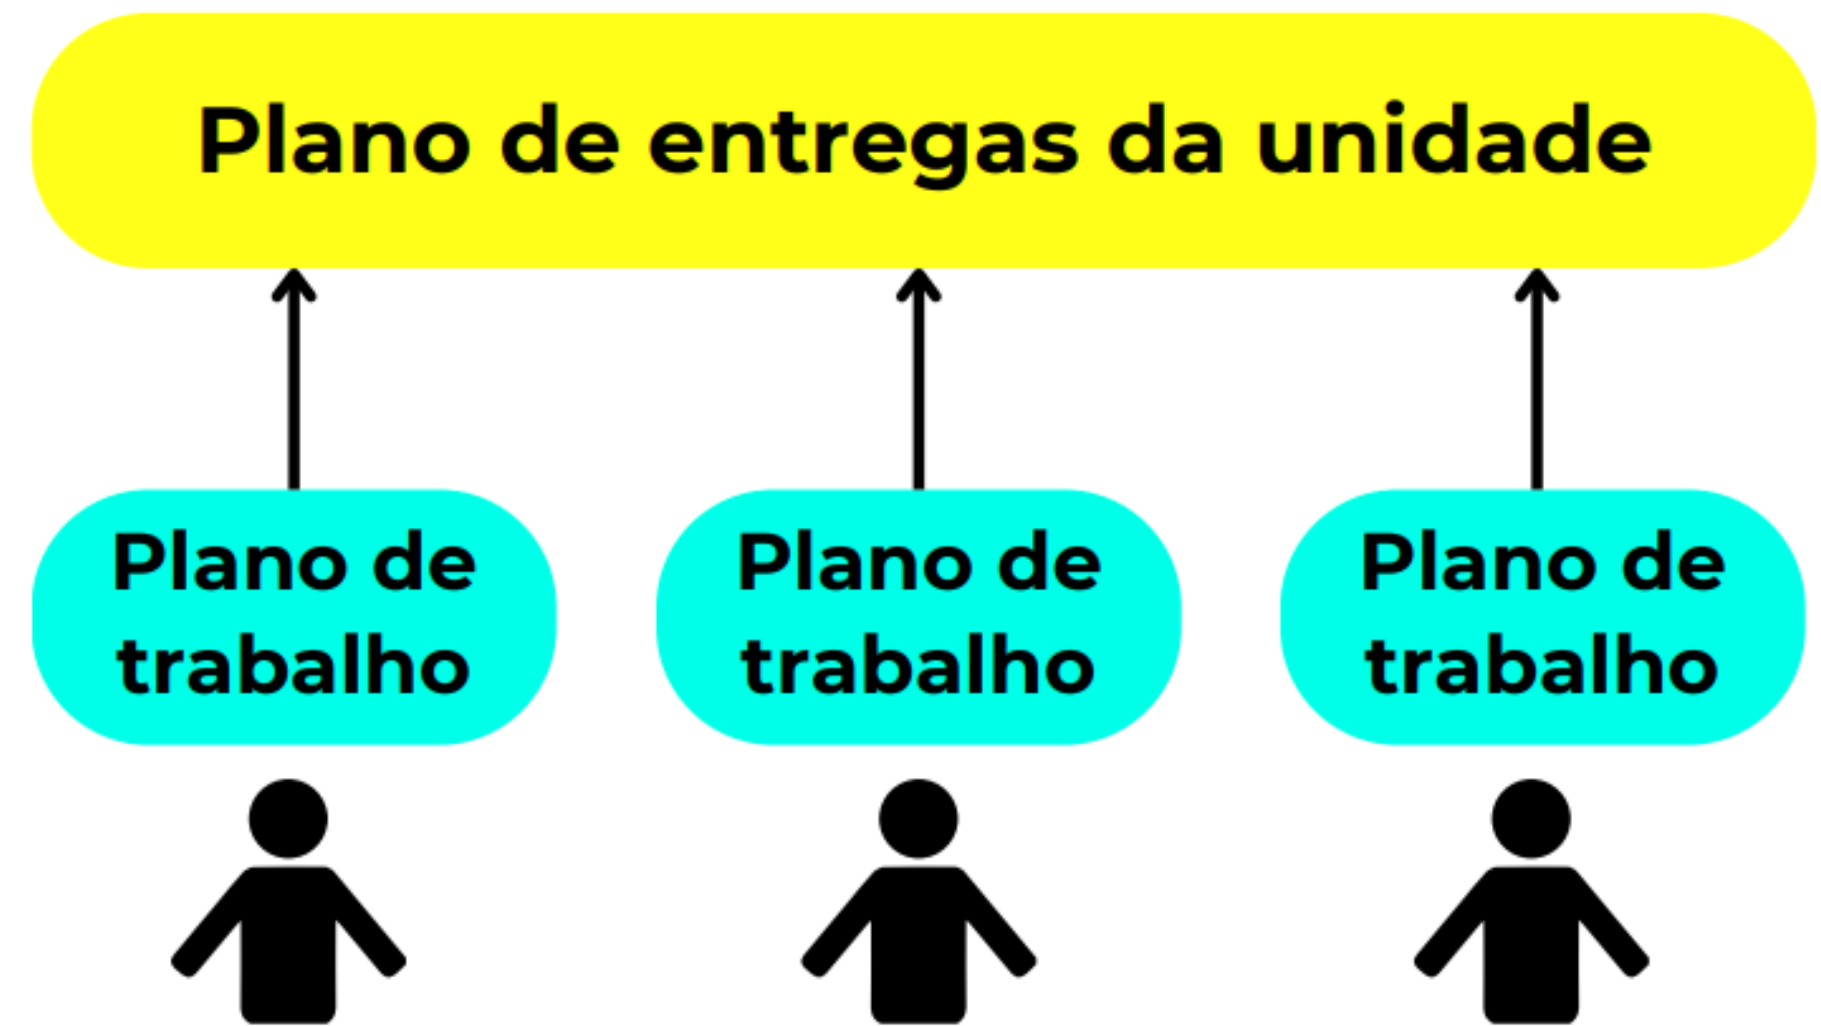 Plano de entregas da unidade
Plano de
trabalho
Plano de
trabalho
Plano de
trabalho